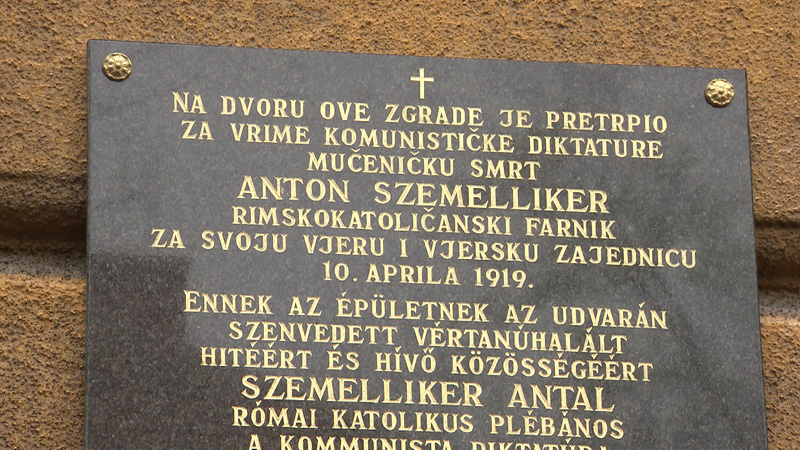 NA DVORU OVE ZGRADE JE PRETRPIO
ZA VRIME KOMUNISTIČKE DIKTATURE
MUČENIČKU SMRT
ANTON SZEMELLIKER
RIMSKOKATOLIČANSKI FARNIK
ZA SVOJU VJERU I VJERSKU ZAJEDNICU
10. APRILA 1919.
ENNEK AZ ÉPÜLETNEK AZ UDVARÁN
SZENVEDETT VÉRTANÚHALÁLT
HITÉÉRT ÉS HÍVŐ KÖZÖSSÉGÉÉRT
SZEMELLIKER ANTAL
RÓMAI KATOLIKUS PLÉBÁNOS
A KOMMUNISTA DIKTATÚRA